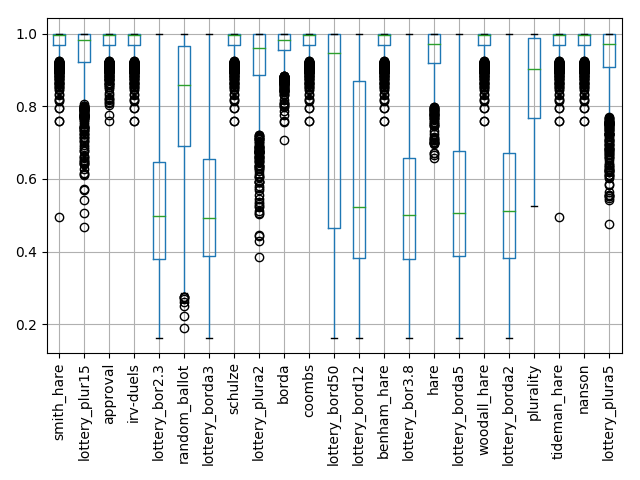 1.0
0.8
0.6
0.4
0.2
smith_hare
lottery_plur15
approval
irv-duels
lottery_bor2.3
random_ballot
lottery_borda3
schulze
lottery_plura2
borda
coombs
lottery_bord50
lottery_bord12
benham_hare
lottery_bor3.8
hare
lottery_borda5
woodall_hare
lottery_borda2
plurality
tideman_hare
nanson
lottery_plura5